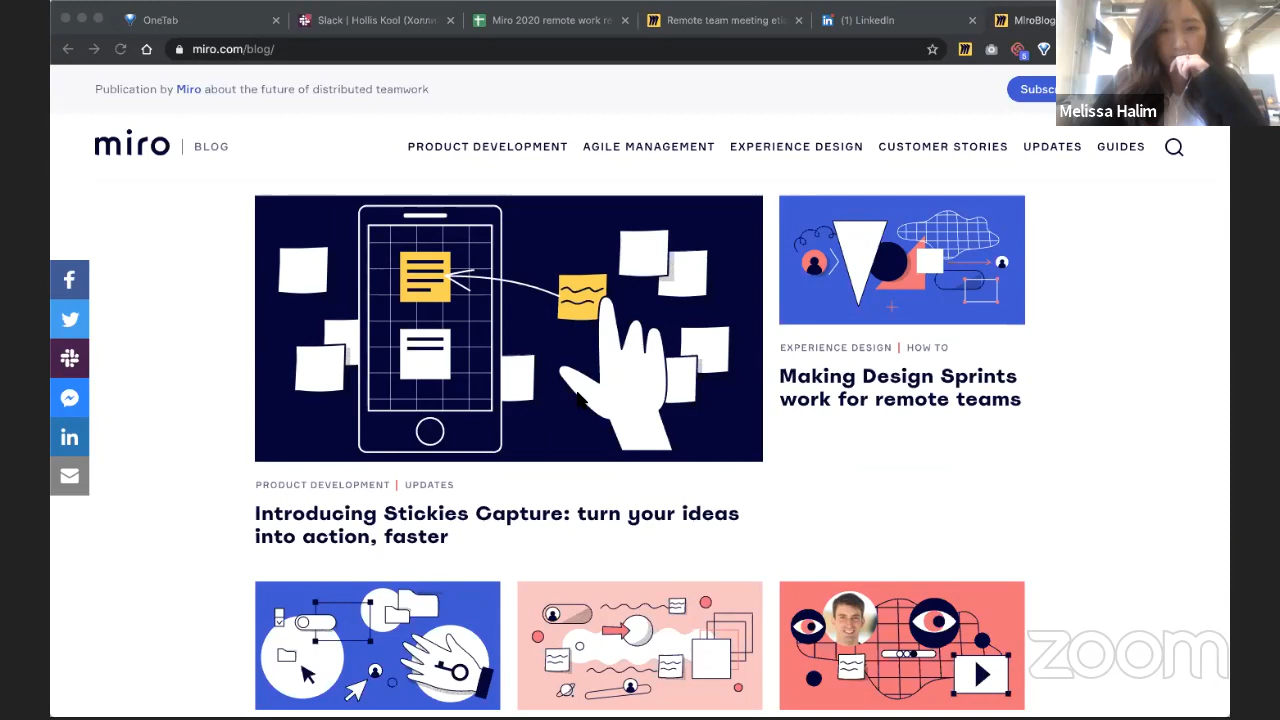 OneTab
Slack | Hollis Kool (Холли
Miro 2020 remote work re
Remote team meeting eti
(1) LinkedIn
MiroBlog
miro.com/blog/
5
Melissa Halim
Publication by Miro about the future of distributed teamwork
Subsc
miro | BLOG
PRODUCT DEVELOPMENT
AGILE MANAGEMENT
EXPERIENCE DESIGN
CUSTOMER STORIES
UPDATES
GUIDES
EXPERIENCE DESIGN | HOW TO
Making Design Sprints
work for remote teams
PRODUCT DEVELOPMENT | UPDATES
Introducing Stickies Capture: turn your ideas
into action, faster
zoom